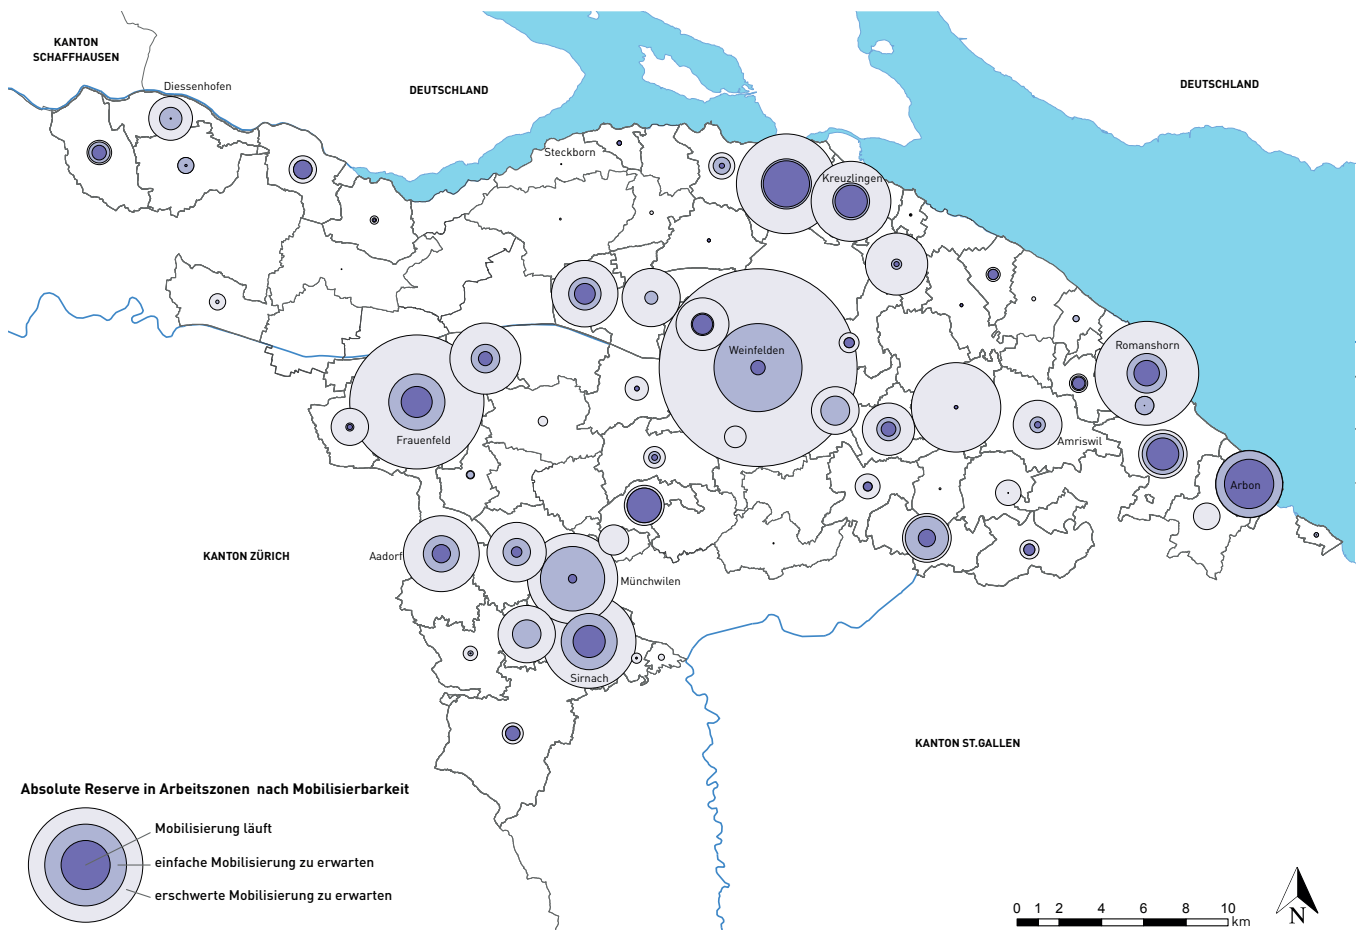 KANTON
SCHAFFHAUSEN
Diessenhofen
DEUTSCHLAND
DEUTSCHLAND
Steckborn
Kreuzlingen
Weinfelden
Romanshorn
Frauenfeld
Amriswil
Arbon
KANTON ZÜRICH
Aadorf
Münchwilen
Sirnach
KANTON ST.GALLEN
Absolute Reserve in Arbeitszonen nach Mobilisierbarkeit
Mobilisierung läuft
einfache Mobilisierung zu erwarten
erschwerte Mobilisierung zu erwarten
0 1 2 4 6 8 10
km
N